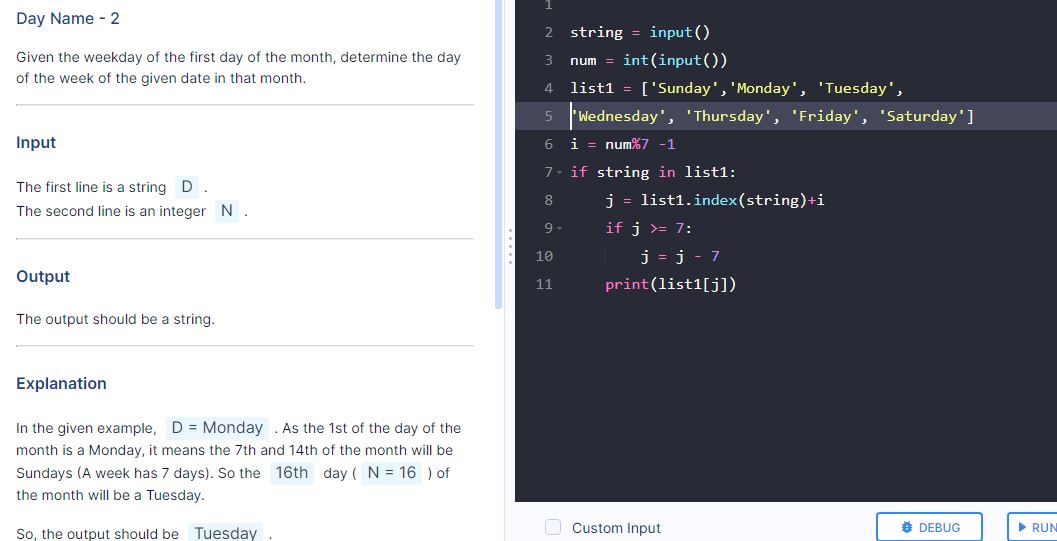 Day Name - 2
Given the weekday of the first day of the month, determine the day
of the week of the given date in that month.
Input
The first line is a string D .
The second line is an integer N .
Output
The output should be a string.
Explanation
In the given example, D = Monday . As the 1st of the day of the
month is a Monday, it means the 7th and 14th of the month will be
Sundays (A week has 7 days). So the 16th day ( N = 16 ) of
the month will be a Tuesday.
So, the output should be Tuesday .
1
2 string = input()
3 num = int(input())
4 list1 = ['Sunday','Monday', 'Tuesday',
5 'Wednesday', 'Thursday', 'Friday', 'Saturday']
6 i = num%7 -1
7 if string in list1:
8 j = list1.index(string)+i
9 if j >= 7:
10 j = j - 7
11 print(list1[j])
Custom Input
DEBUG
RUN